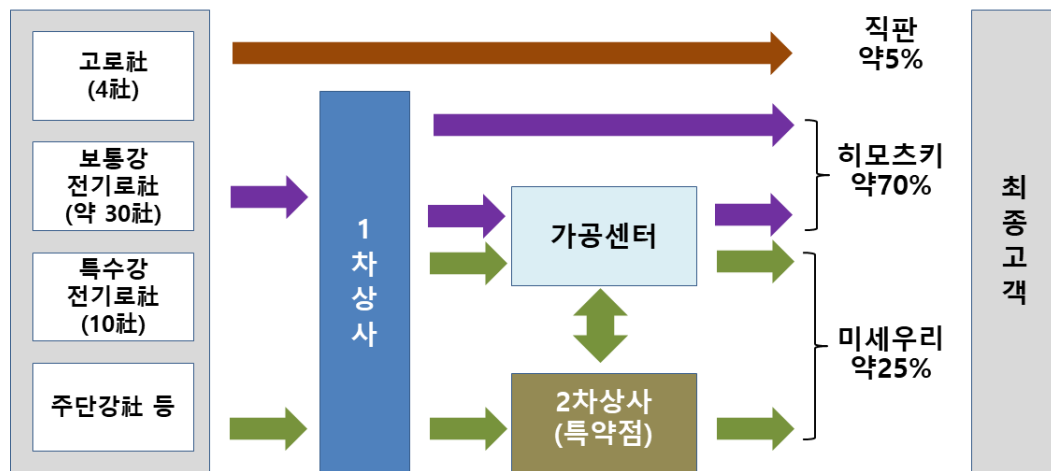 고로社
(4社)
보통강
전기로社
(약 30社)
특수강
전기로社
(10社)
주단강社 등
1
차
상
사
가공센터
2차상사
(특약점)
직판
약5%
히모츠키
약70%
미세우리
약25%
최
종
고
객